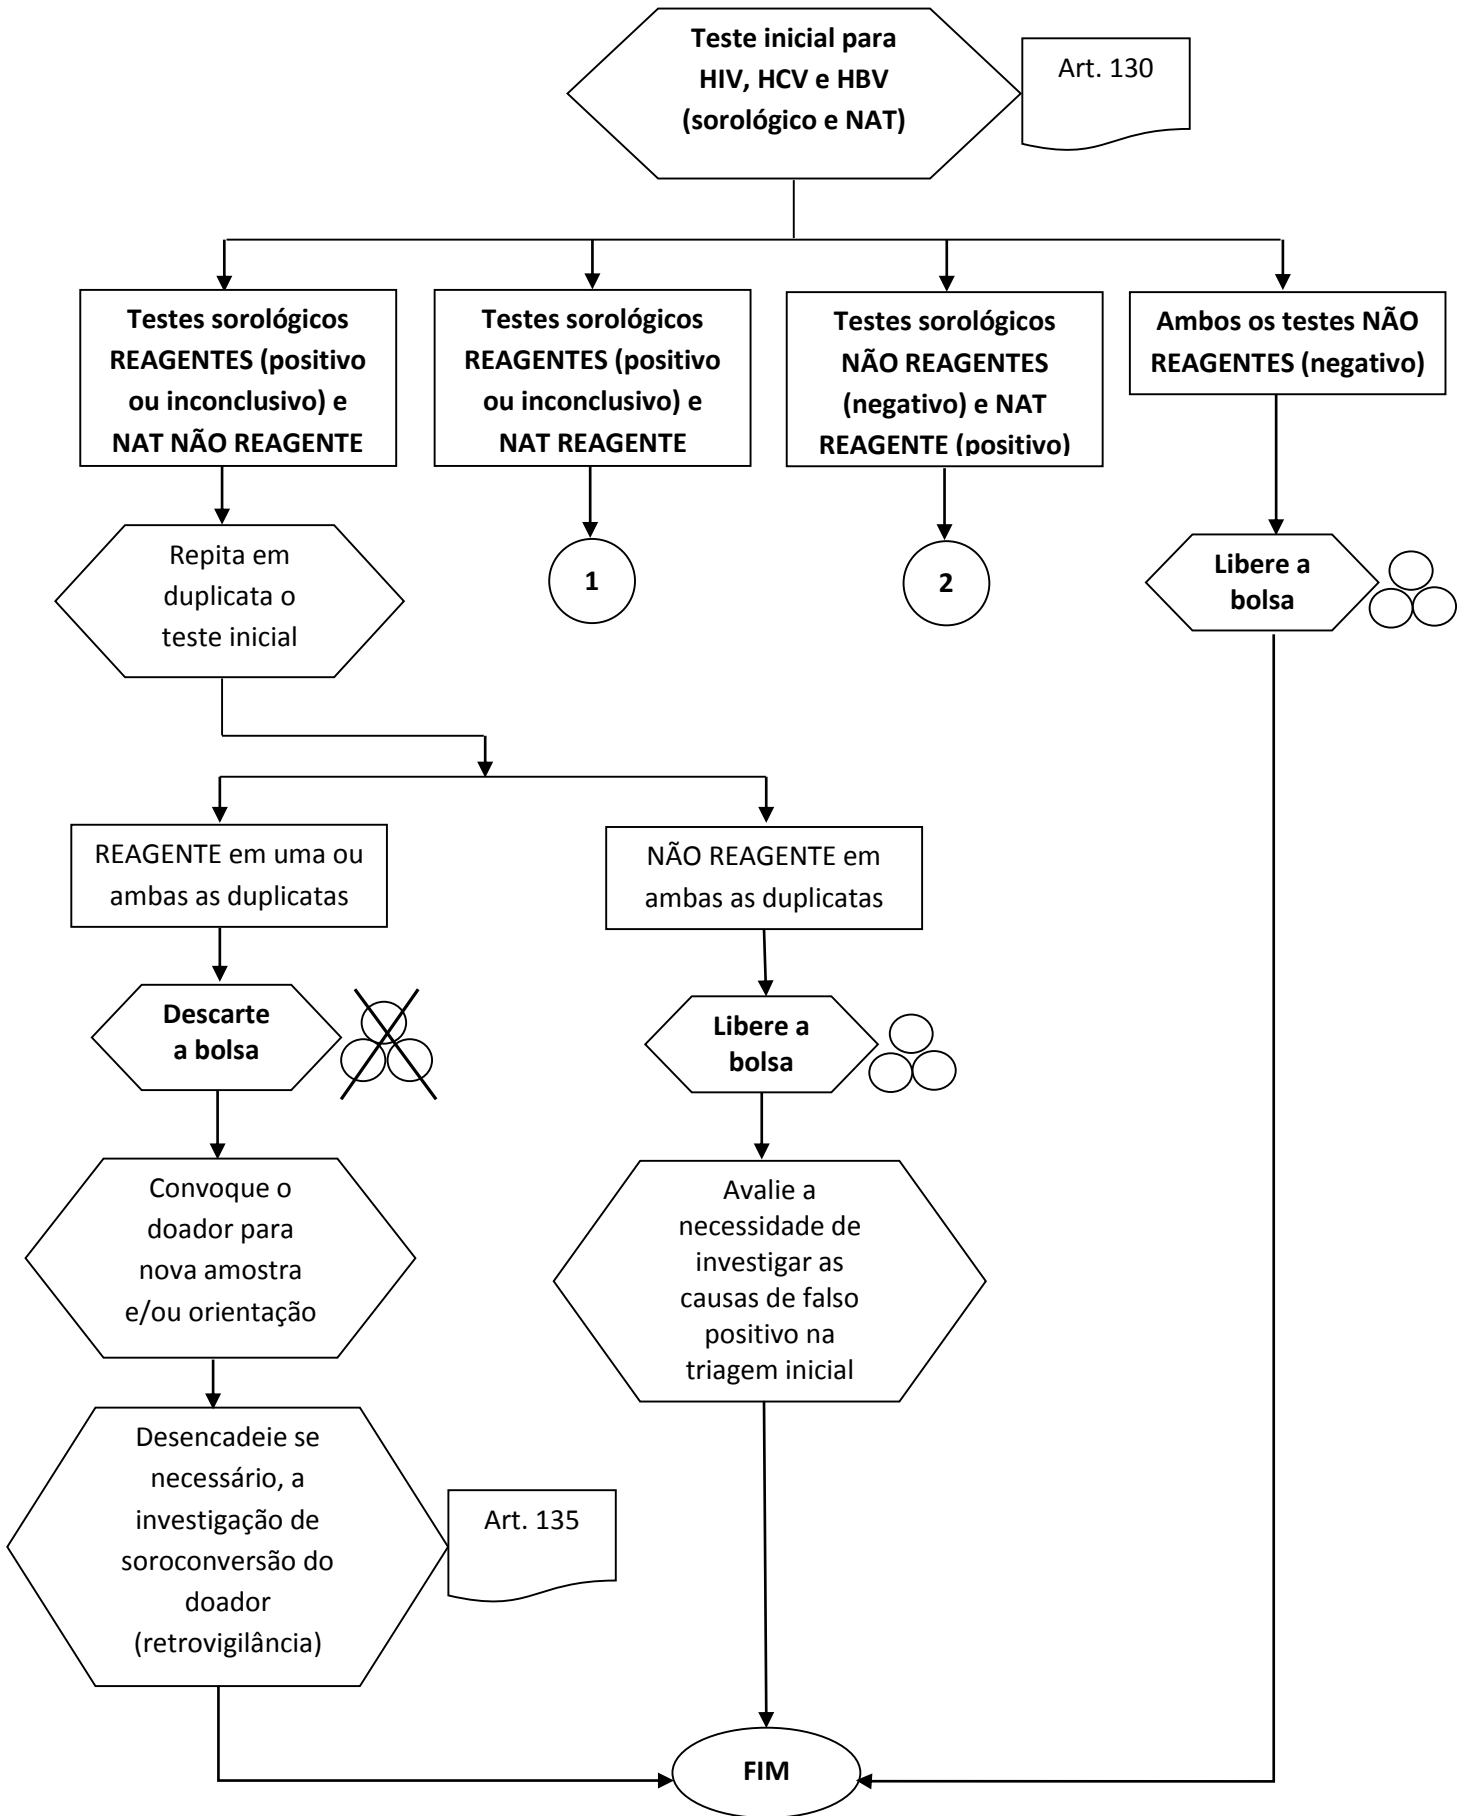 Teste inicial para
HIV, HCV e HBV
(sorológico e NAT)
Art. 130
Testes sorológicos
REAGENTES (positivo
ou inconclusivo) e
NAT NÃO REAGENTE
Testes sorológicos
REAGENTES (positivo
ou inconclusivo) e
NAT REAGENTE
Testes sorológicos
NÃO REAGENTES
(negativo) e NAT
REAGENTE (positivo)
Ambos os testes NÃO
REAGENTES (negativo)
Repita em
duplicata o
teste inicial
1
2
Libere a
bolsa
REAGENTE em uma ou
ambas as duplicatas
NÃO REAGENTE em
ambas as duplicatas
Descarte
a bolsa
Libere a
bolsa
Convoque o
doador para
nova amostra
e/ou orientação
Avalie a
necessidade de
investigar as
causas de falso
positivo na
triagem inicial
Desencadeie se
necessário, a
investigação de
soroconversão do
doador
(retrovigilância)
Art. 135
FIM